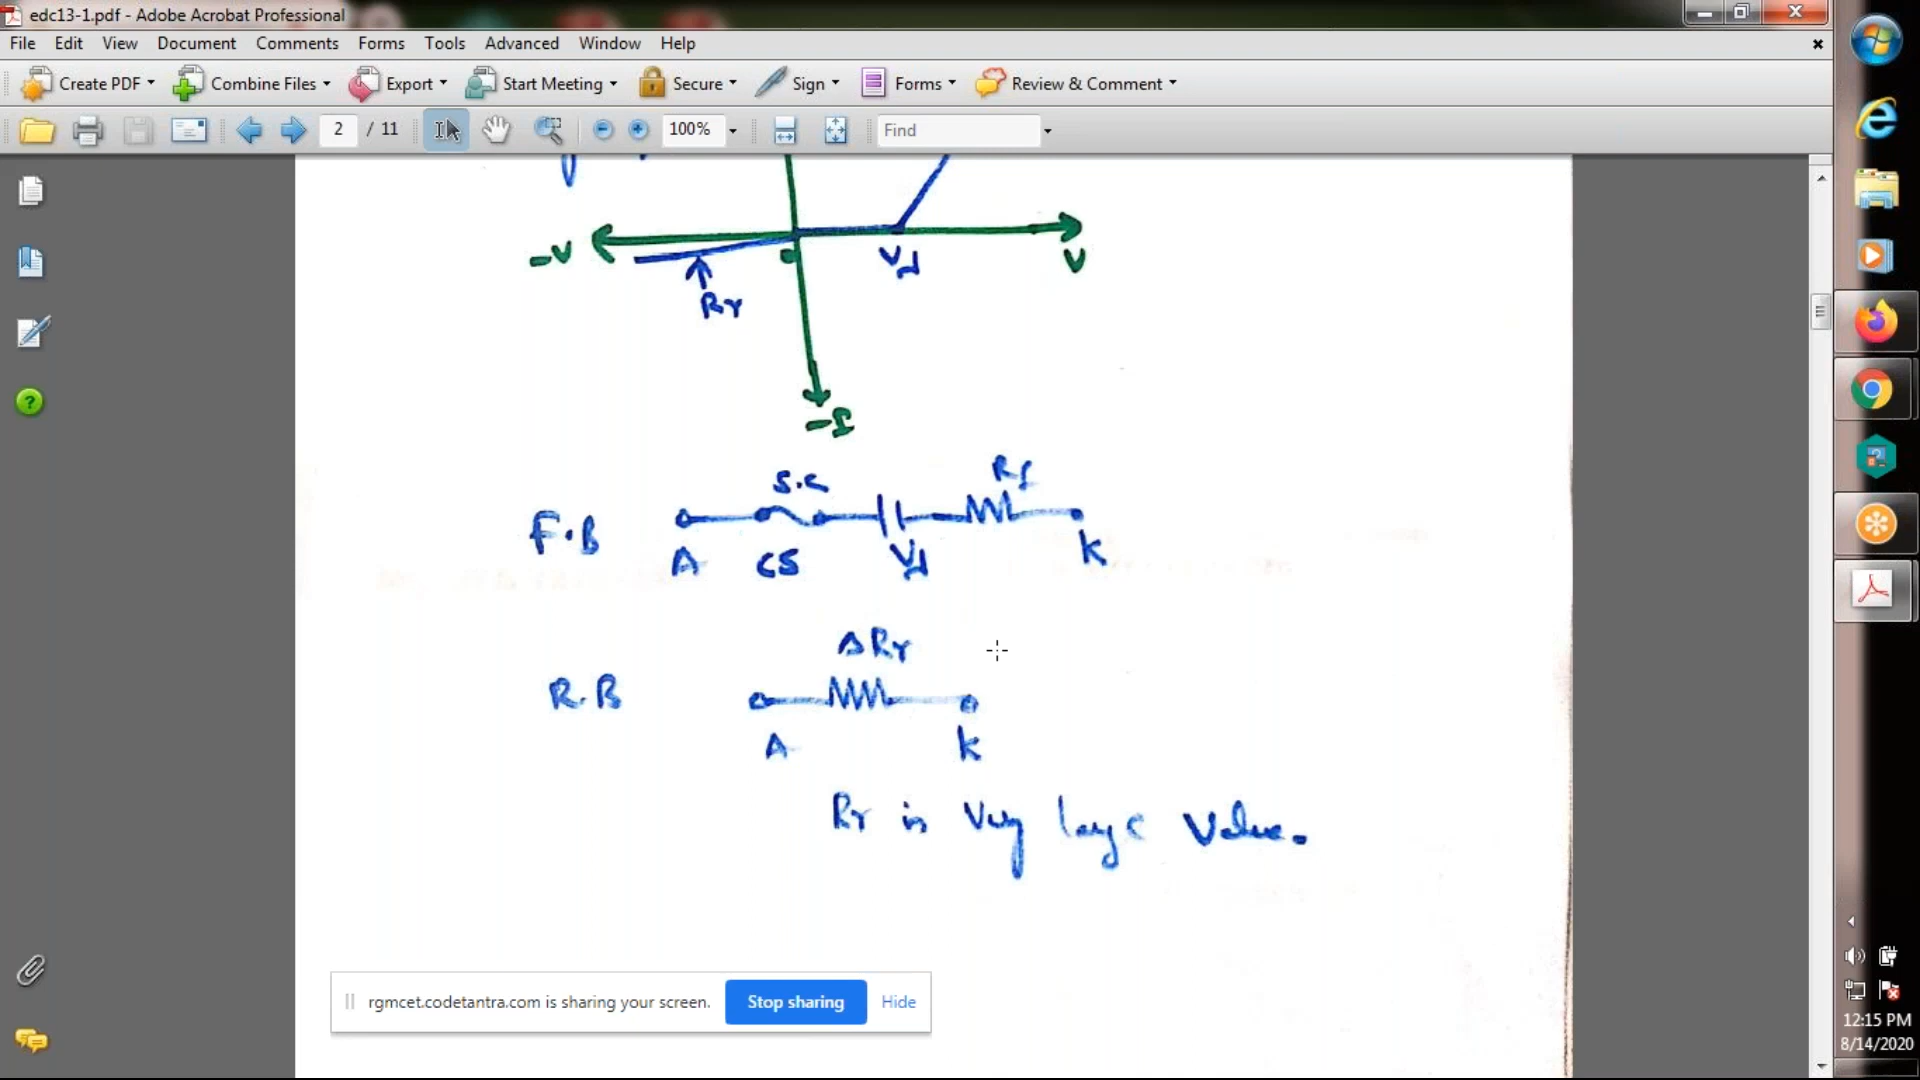 edc13-1.pdf - Adobe Acrobat Professional
File Edit View Document Comments Forms Tools Advanced Window Help
Create PDF Combine Files Export Start Meeting Secure Sign Forms Review & Comment
2 / 11 100% Find
-V 0 Vd V
Rr
-I
S.C Rf
F.B
A CS Vd K
Rr
R.B
A K
Rr is Very large Value.
rgmcet.codetantra.com is sharing your screen. Stop sharing Hide
12:15 PM
8/14/2020